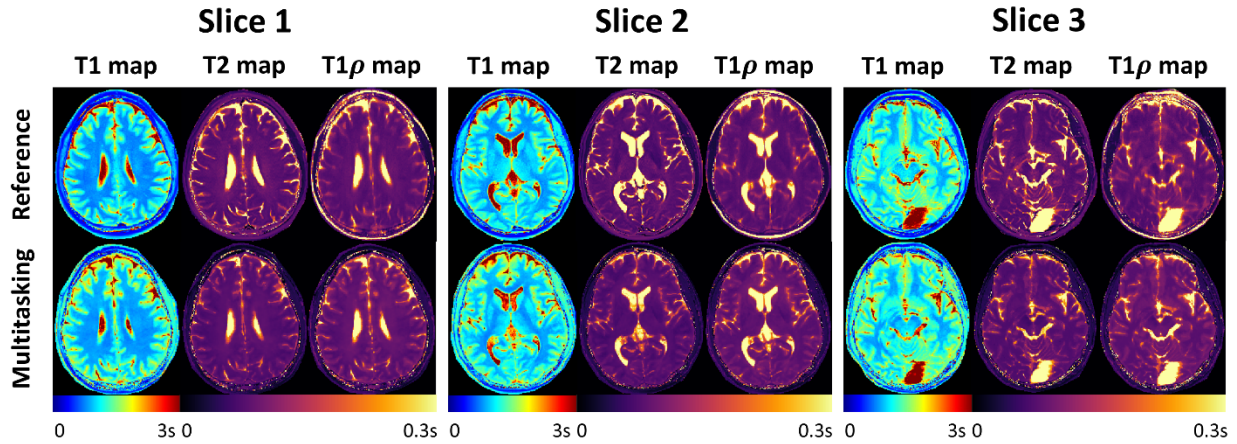 Slice 1 Slice 2 Slice 3
T1 map T2 map T1ρ map T1 map T2 map T1ρ map T1 map T2 map T1ρ map
Reference
Multitasking
0 3s 0 0.3s 0 3s 0 0.3s 0 3s 0 0.3s